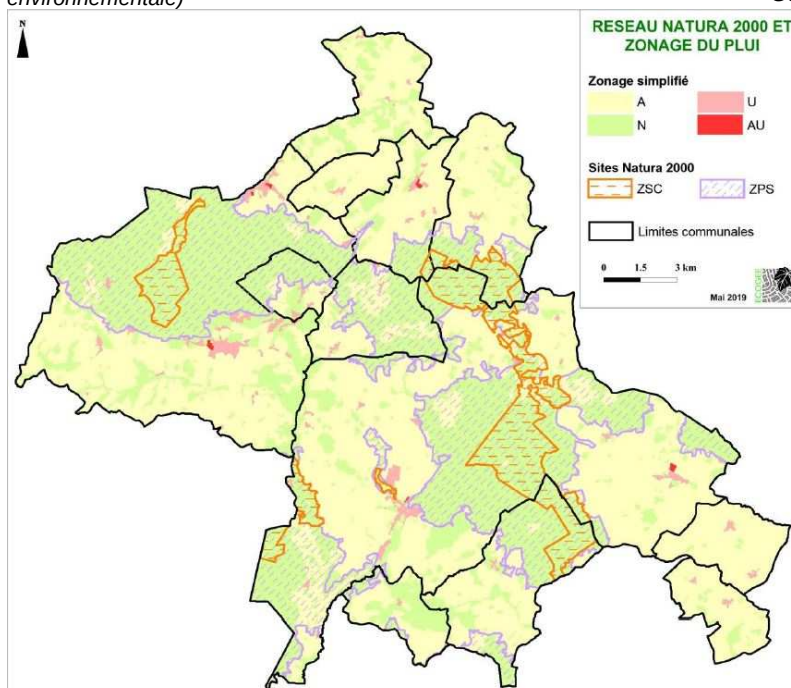 environnementale)
N
RESEAU NATURA 2000 ET
ZONAGE DU PLUI
Zonage simplifié
A U
N AU
Sites Natura 2000
ZSC ZPS
Limites communales
0 1.5 3 km
Mai 2019
ECOGEE